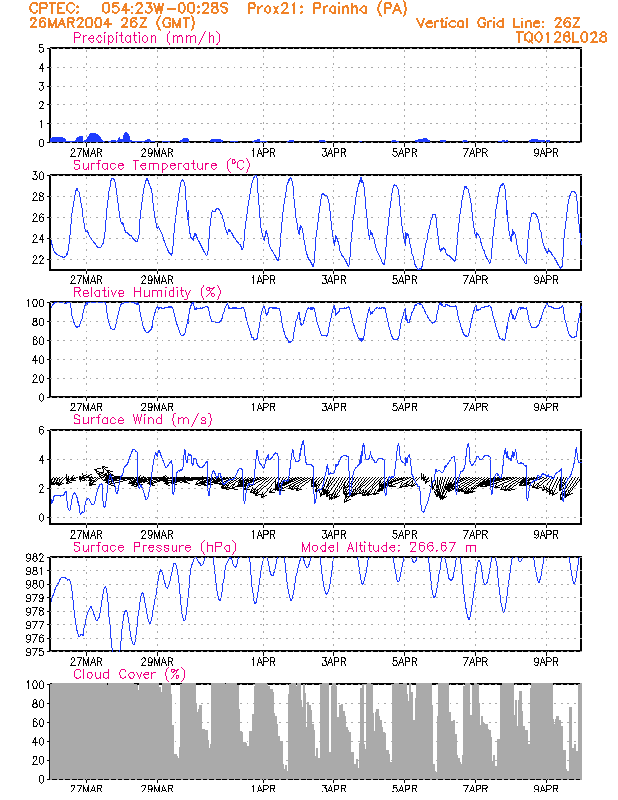 CPTEC: 054:23W-00:28S Prox21: Prainha (PA)
26MAR2004 26Z (GMT) Vertical Grid Line: 26Z
Precipitation (mm/h) TQ0126L028
5
4
3
2
1
0
27MAR 29MAR 1APR 3APR 5APR 7APR 9APR
Surface Temperature (ºC)
30
28
26
24
22
27MAR 29MAR 1APR 3APR 5APR 7APR 9APR
Relative Humidity (%)
100
80
60
40
20
0
27MAR 29MAR 1APR 3APR 5APR 7APR 9APR
Surface Wind (m/s)
6
4
2
0
27MAR 29MAR 1APR 3APR 5APR 7APR 9APR
Surface Pressure (hPa) Model Altitude: 266.67 m
982
981
980
979
978
977
976
975
27MAR 29MAR 1APR 3APR 5APR 7APR 9APR
Cloud Cover (%)
100
80
60
40
20
0
27MAR 29MAR 1APR 3APR 5APR 7APR 9APR